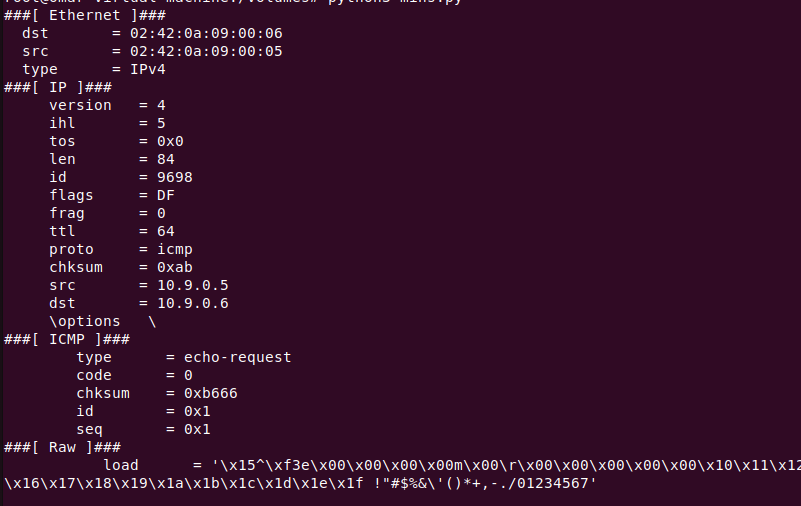 ###[ Ethernet ]###
  dst       = 02:42:0a:09:00:06
  src       = 02:42:0a:09:00:05
  type      = IPv4
###[ IP ]###
     version   = 4
     ihl       = 5
     tos       = 0x0
     len       = 84
     id        = 9698
     flags     = DF
     frag      = 0
     ttl       = 64
     proto     = icmp
     chksum    = 0xab
     src       = 10.9.0.5
     dst       = 10.9.0.6
     \options   \
###[ ICMP ]###
        type      = echo-request
        code      = 0
        chksum    = 0xb666
        id        = 0x1
        seq       = 0x1
###[ Raw ]###
           load      = '\x15^\xf3e\x00\x00\x00\x00m\x00\r\x00\x00\x00\x00\x00\x10\x11\x12
\x16\x17\x18\x19\x1a\x1b\x1c\x1d\x1e\x1f !"#$%&\'()*+,-./01234567'